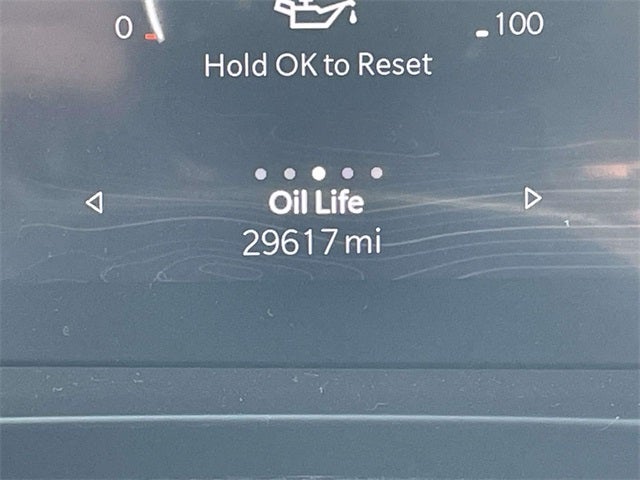 0 100
Hold OK to Reset
Oil Life
29617 mi